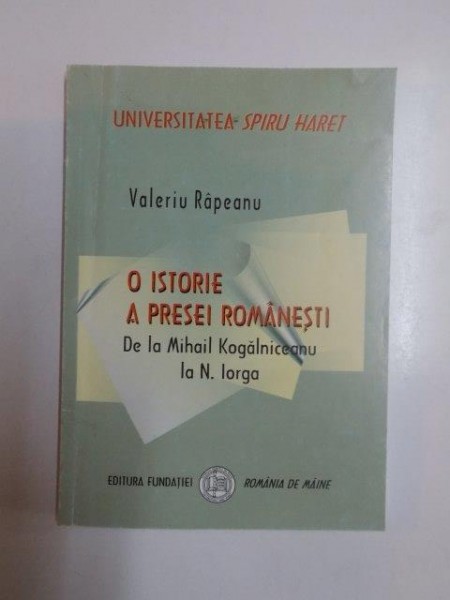 UNIVERSITATEA SPIRU HARET
Valeriu Râpeanu
O ISTORIE
A PRESEI ROMÂNEȘTI
De la Mihail Kogălniceanu
la N. Iorga
EDITURA FUNDAȚIEI ROMÂNIA DE MÂINE